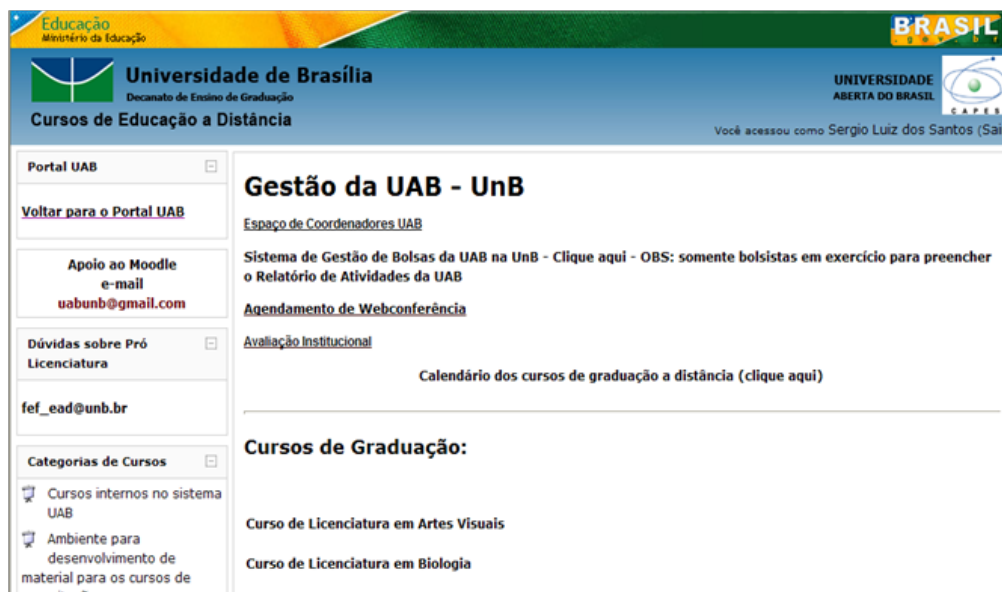 Educação
Ministério da Educação
BRASIL
gov.br
Universidade de Brasília
Decanato de Ensino de Graduação
Cursos de Educação a Distância
UNIVERSIDADE
ABERTA DO BRASIL
CAPES
Você acessou como Sergio Luiz dos Santos (Sai
Portal UAB
Voltar para o Portal UAB
Apoio ao Moodle
e-mail
uabunb@gmail.com
Dúvidas sobre Pró
Licenciatura
fef_ead@unb.br
Categorias de Cursos
Cursos internos no sistema
UAB
Ambiente para
desenvolvimento de
material para os cursos de
Gestão da UAB - UnB
Espaço de Coordenadores UAB
Sistema de Gestão de Bolsas da UAB na UnB - Clique aqui - OBS: somente bolsistas em exercício para preencher
o Relatório de Atividades da UAB
Agendamento de Webconferência
Avaliação Institucional
Calendário dos cursos de graduação a distância (clique aqui)
Cursos de Graduação:
Curso de Licenciatura em Artes Visuais
Curso de Licenciatura em Biologia